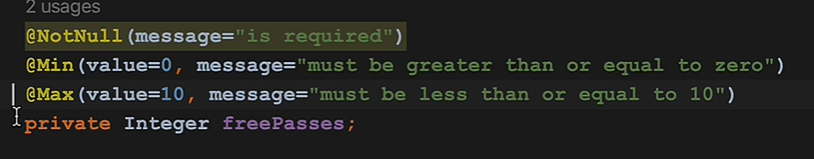 2 usages
@NotNull(message="is required")
@Min(value=0, message="must be greater than or equal to zero")
@Max(value=10, message="must be less than or equal to 10")
private Integer freePasses;